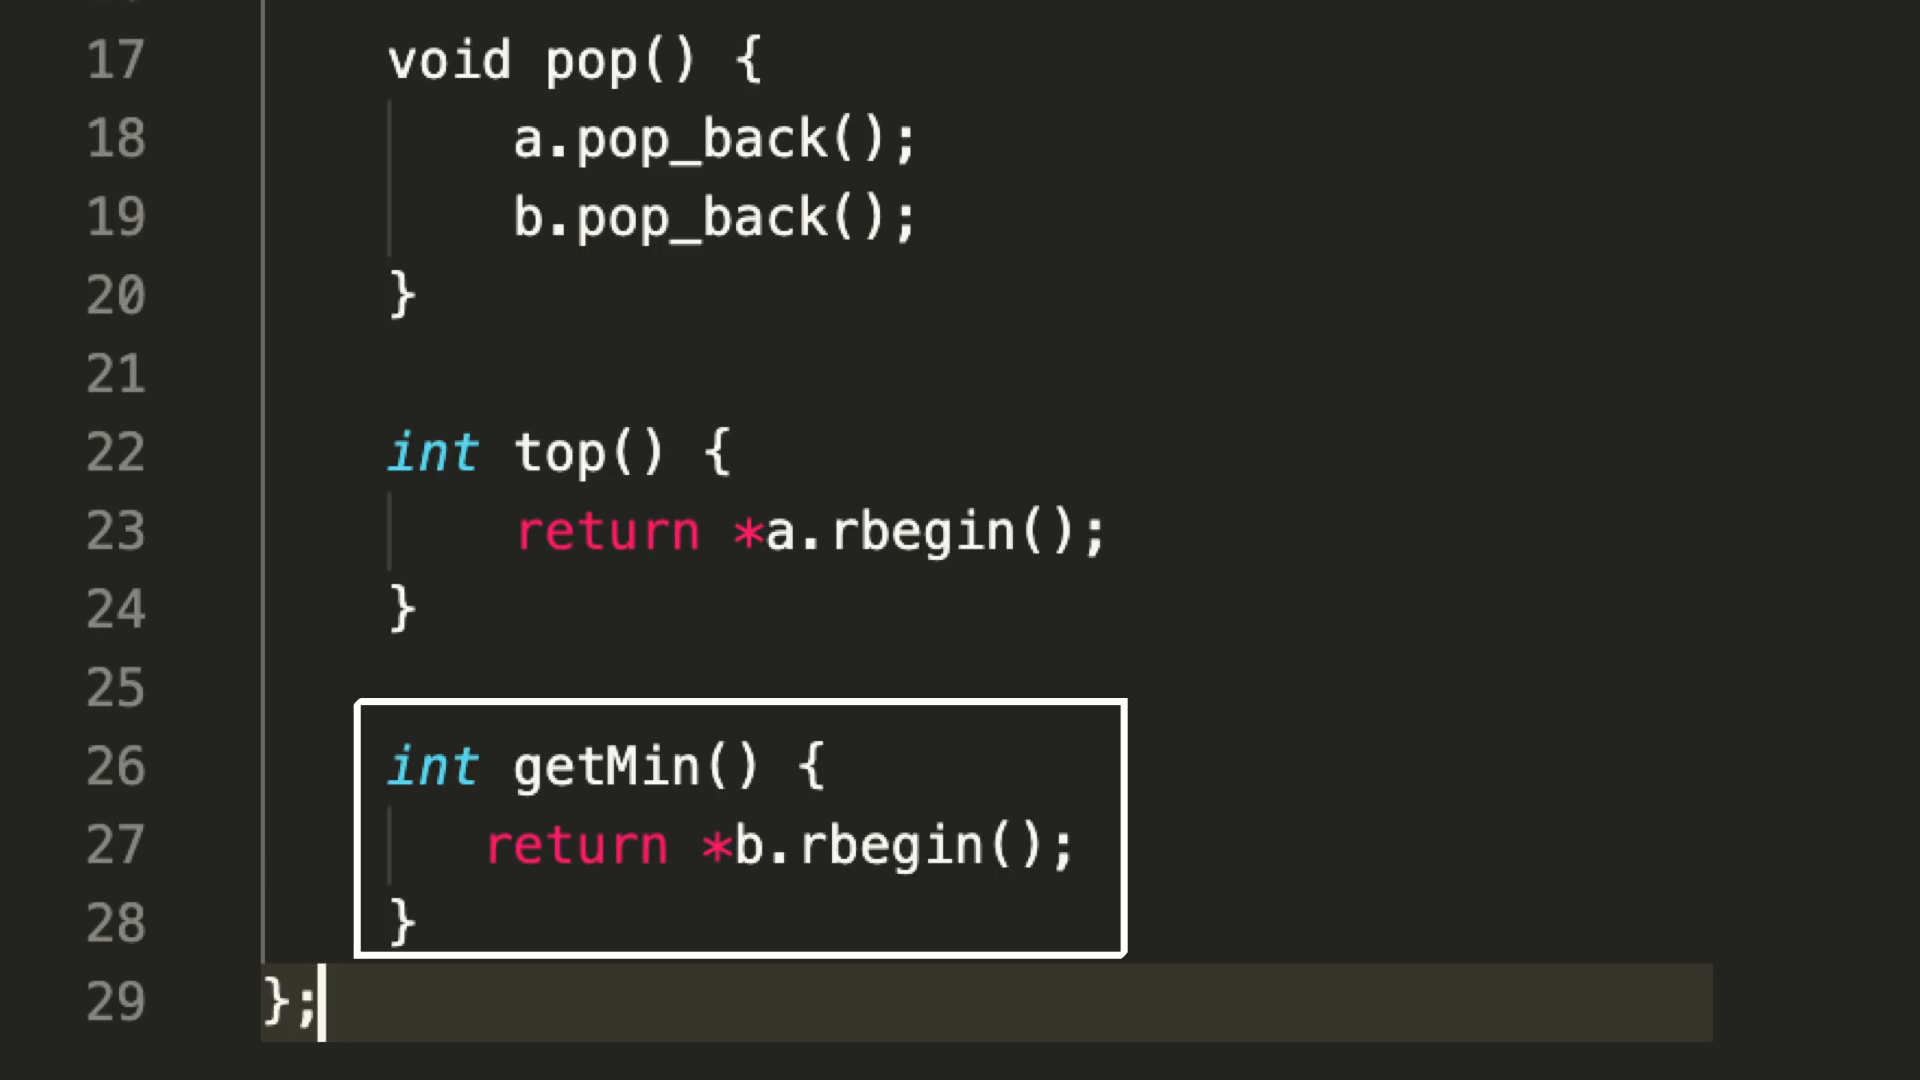 17 void pop() {
18 a.pop_back();
19 b.pop_back();
20 }
21
22 int top() {
23 return *a.rbegin();
24 }
25
26 int getMin() {
27 return *b.rbegin();
28 }
29 };